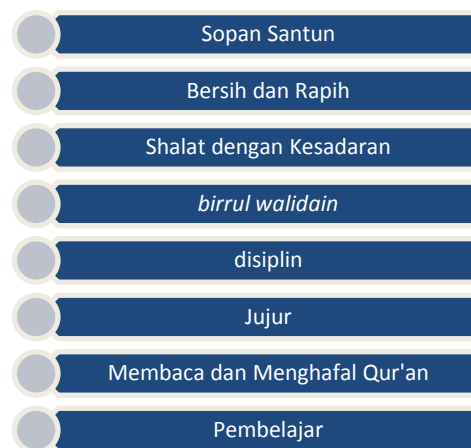 Sopan Santun
Bersih dan Rapih
Shalat dengan Kesadaran
birrul walidain
disiplin
Jujur
Membaca dan Menghafal Qur'an
Pembelajar